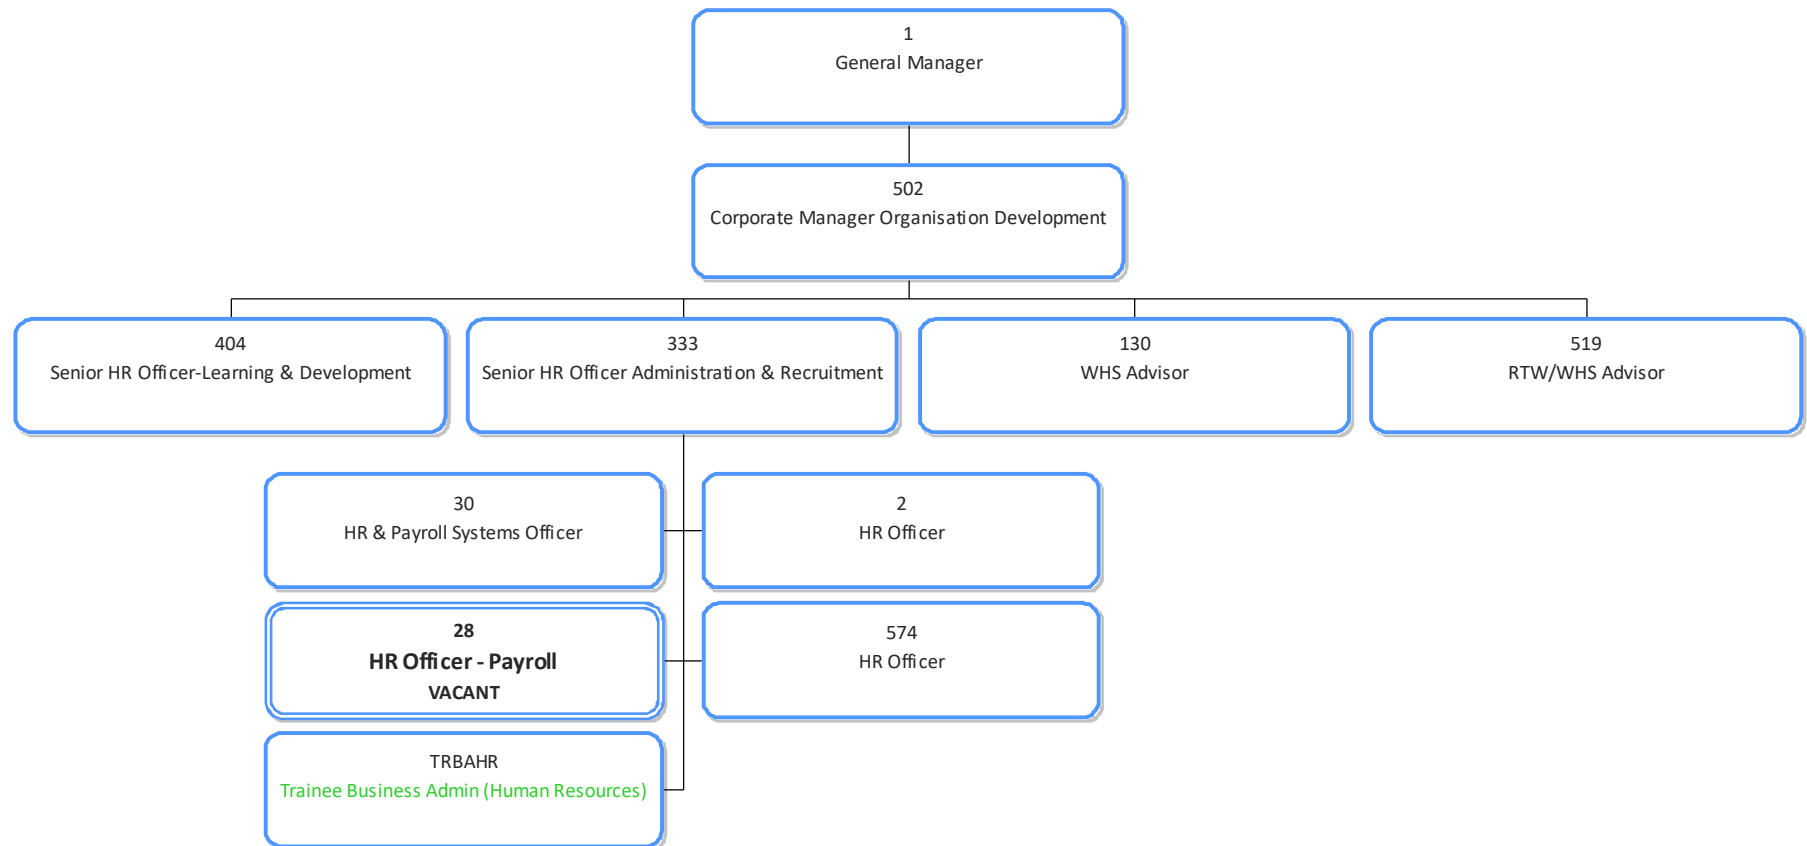 1
General Manager
502
Corporate Manager Organisation Development
404
Senior HR Officer-Learning & Development
333
Senior HR Officer Administration & Recruitment
130
WHS Advisor
519
RTW/WHS Advisor
30
HR & Payroll Systems Officer
2
HR Officer
28
HR Officer - Payroll
VACANT
574
HR Officer
TRBAHR
Trainee Business Admin (Human Resources)